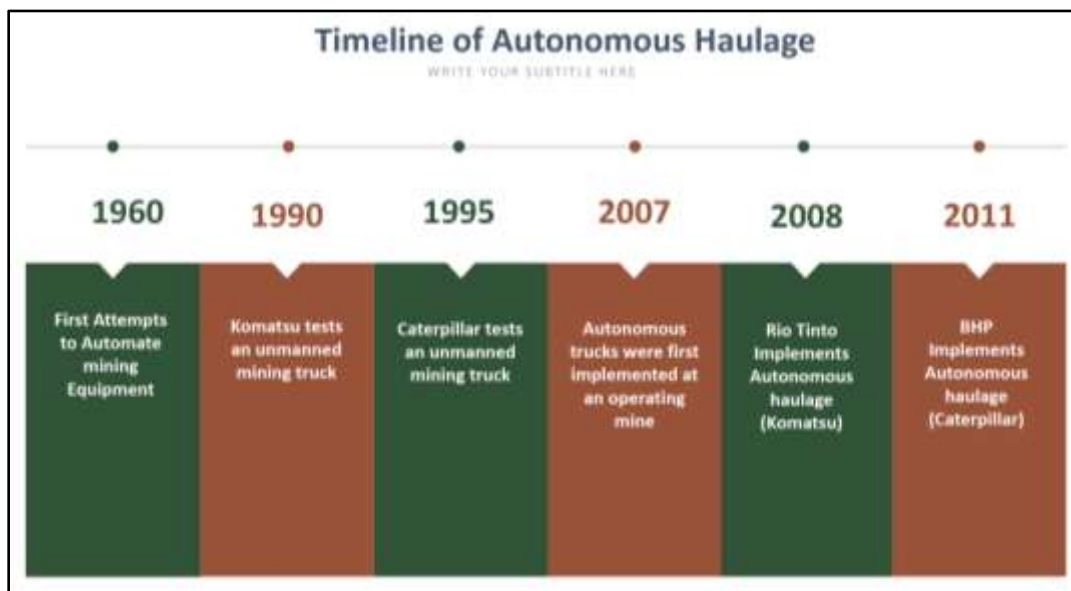 Timeline of Autonomous Haulage
WRITE YOUR SUBTITLE HERE
1960
1990
1995
2007
2008
2011
First Attempts
to Automate
mining
Equipment
Komatsu tests
an unmanned
mining truck
Caterpillar tests
an unmanned
mining truck
Autonomous
trucks were first
implemented at
an operating
mine
Rio Tinto
Implements
Autonomous
haulage
(Komatsu)
BHP
Implements
Autonomous
haulage
(Caterpillar)